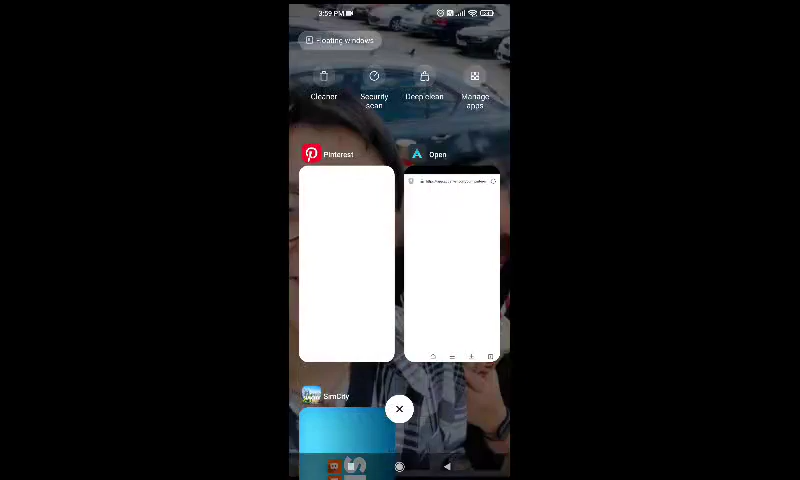 3:59 PM
Floating windows
Cleaner
Security scan
Deep clean
Manage apps
Pinterest
Open
SimCity